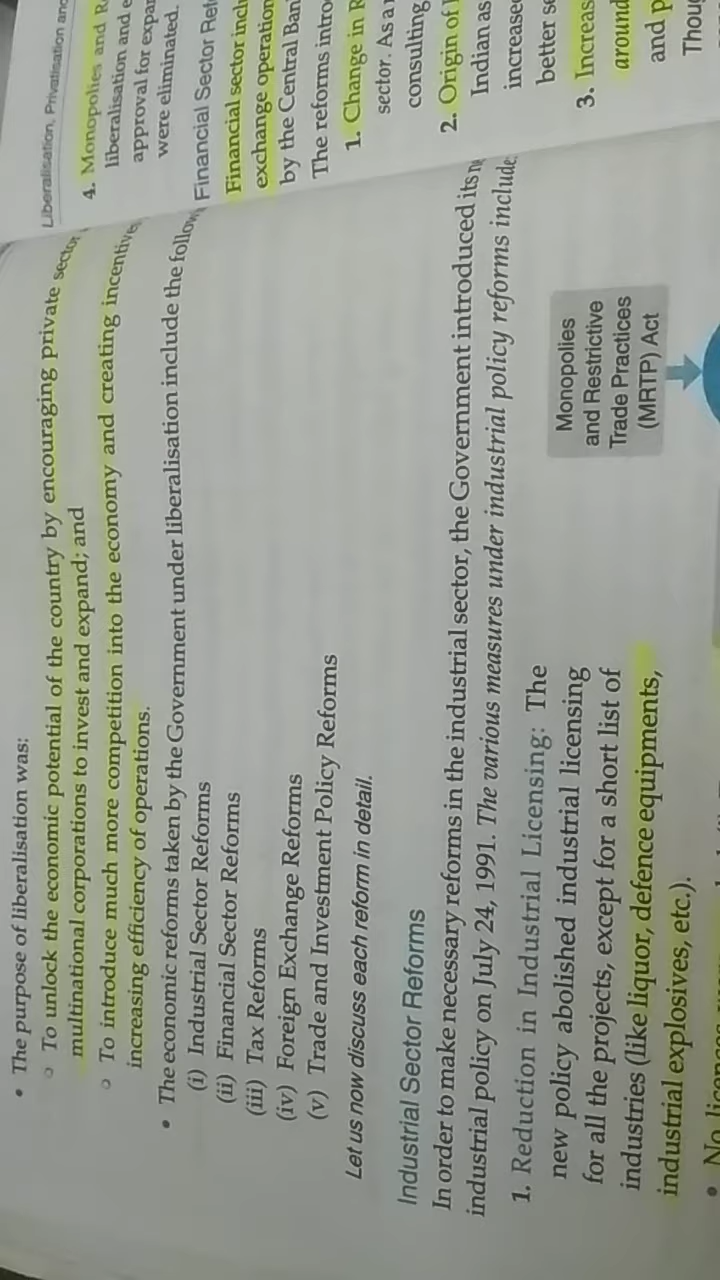 • The purpose of liberalisation was:
○ To unlock the economic potential of the country by encouraging private sector
multinational corporations to invest and expand; and
○ To introduce much more competition into the economy and creating incentive
increasing efficiency of operations.
• The economic reforms taken by the Government under liberalisation include the follow
(i) Industrial Sector Reforms
(ii) Financial Sector Reforms
(iii) Tax Reforms
(iv) Foreign Exchange Reforms
(v) Trade and Investment Policy Reforms
Let us now discuss each reform in detail.
Industrial Sector Reforms
In order to make necessary reforms in the industrial sector, the Government introduced its
industrial policy on July 24, 1991. The various measures under industrial policy reforms include
1. Reduction in Industrial Licensing: The
new policy abolished industrial licensing
for all the projects, except for a short list of
industries (like liquor, defence equipments,
industrial explosives, etc.).
Monopolies
and Restrictive
Trade Practices
(MRTP) Act
Liberalisation, Privatisation and
4. Monopolies and
liberalisation and e
approval for expan
were eliminated.
Financial Sector
Financial sector incl
exchange operation
by the Central Ban
The reforms intro
1. Change in R
sector. As a
consulting
2. Origin of
Indian as
increase
better se
3. Increas
around
and p
Thou